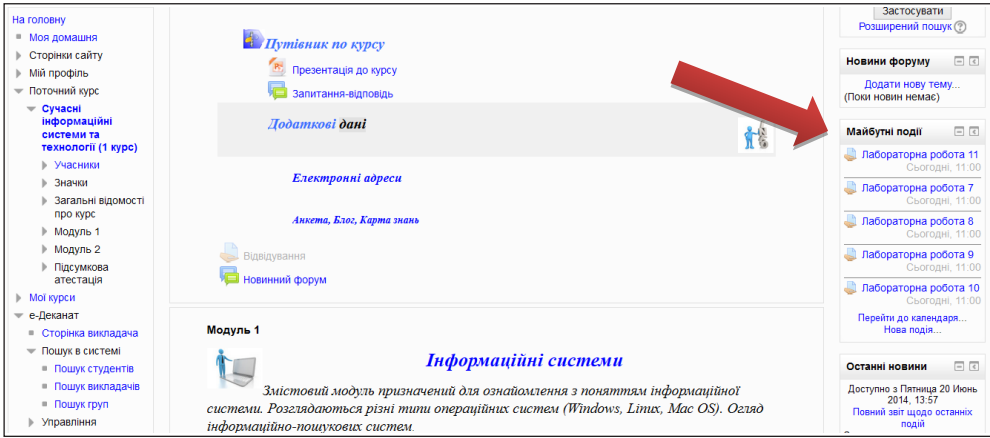 На головну
Моя домашня
Сторінки сайту
Мій профіль
Поточний курс
Сучасні
інформаційні
системи та
технології (1 курс)
Учасники
Значки
Загальні відомості
про курс
Модуль 1
Модуль 2
Підсумкова
атестація
Мої курси
е-Деканат
Сторінка викладача
Пошук в системі
Пошук студентів
Пошук викладачів
Пошук груп
Управління
Путівник по курсу
Презентація до курсу
Запитання-відповідь
Додаткові дані
Електронні адреси
Анкета, Блог, Карта знань
Відвідування
Новинний форум
Модуль 1
Інформаційні системи
Змістовий модуль призначений для ознайомлення з поняттям інформаційної
системи. Розглядаються різні типи операційних систем (Windows, Linux, Mac OS). Огляд
інформаційно-пошукових систем.
Застосувати
Розширений пошук
Новини форуму
Додати нову тему...
(Поки новин немає)
Майбутні події
Лабораторна робота 11
Сьогодні, 11:00
Лабораторна робота 7
Сьогодні, 11:00
Лабораторна робота 8
Сьогодні, 11:00
Лабораторна робота 9
Сьогодні, 11:00
Лабораторна робота 10
Сьогодні, 11:00
Перейти до календаря...
Нова подія...
Останні новини
Доступно з Пятница 20 Июнь
2014, 13:57
Повний звіт щодо останніх
подій